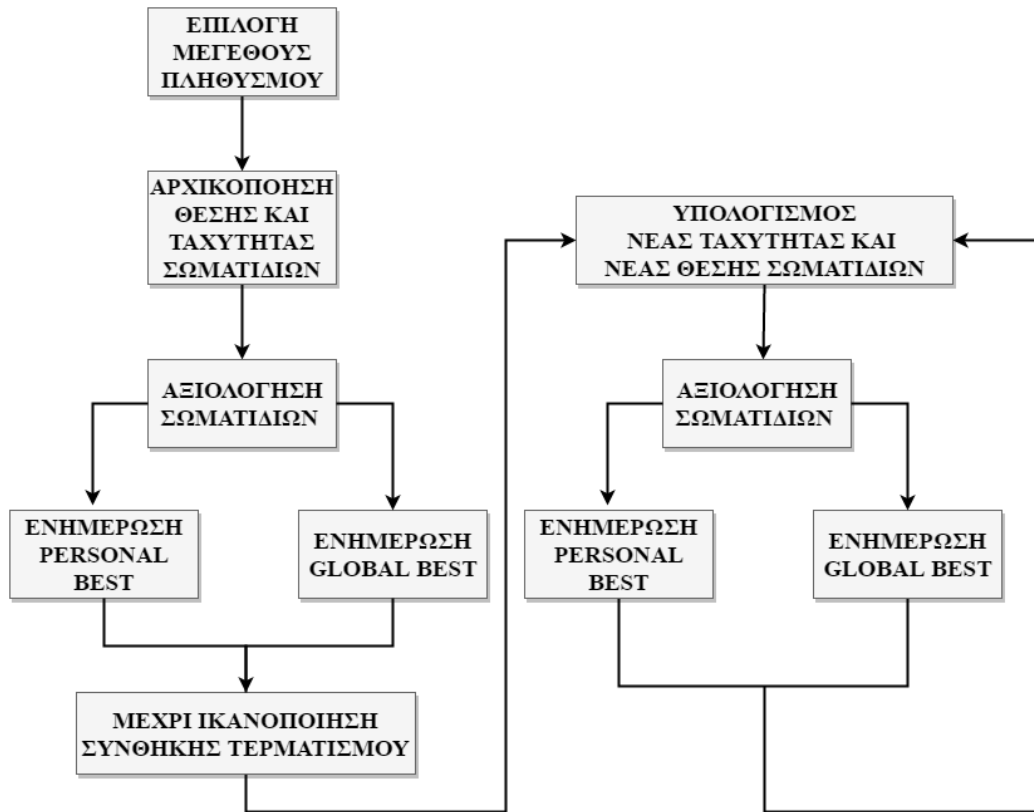 ΕΠΙΛΟΓΗ
ΜΕΓΕΘΟΥΣ
ΠΛΗΘΥΣΜΟΥ
ΑΡΧΙΚΟΠΟΗΣΗ
ΘΕΣΗΣ ΚΑΙ
ΤΑΧΥΤΗΤΑΣ
ΣΩΜΑΤΙΔΙΩΝ
ΑΞΙΟΛΟΓΗΣΗ
ΣΩΜΑΤΙΔΙΩΝ
ΕΝΗΜΕΡΩΣΗ
PERSONAL
BEST
ΕΝΗΜΕΡΩΣΗ
GLOBAL BEST
ΜΕΧΡΙ ΙΚΑΝΟΠΟΙΗΣΗ
ΣΥΝΘΗΚΗΣ ΤΕΡΜΑΤΙΣΜΟΥ
ΥΠΟΛΟΓΙΣΜΟΣ
ΝΕΑΣ ΤΑΧΥΤΗΤΑΣ ΚΑΙ
ΝΕΑΣ ΘΕΣΗΣ ΣΩΜΑΤΙΔΙΩΝ
ΑΞΙΟΛΟΓΗΣΗ
ΣΩΜΑΤΙΔΙΩΝ
ΕΝΗΜΕΡΩΣΗ
PERSONAL
BEST
ΕΝΗΜΕΡΩΣΗ
GLOBAL BEST